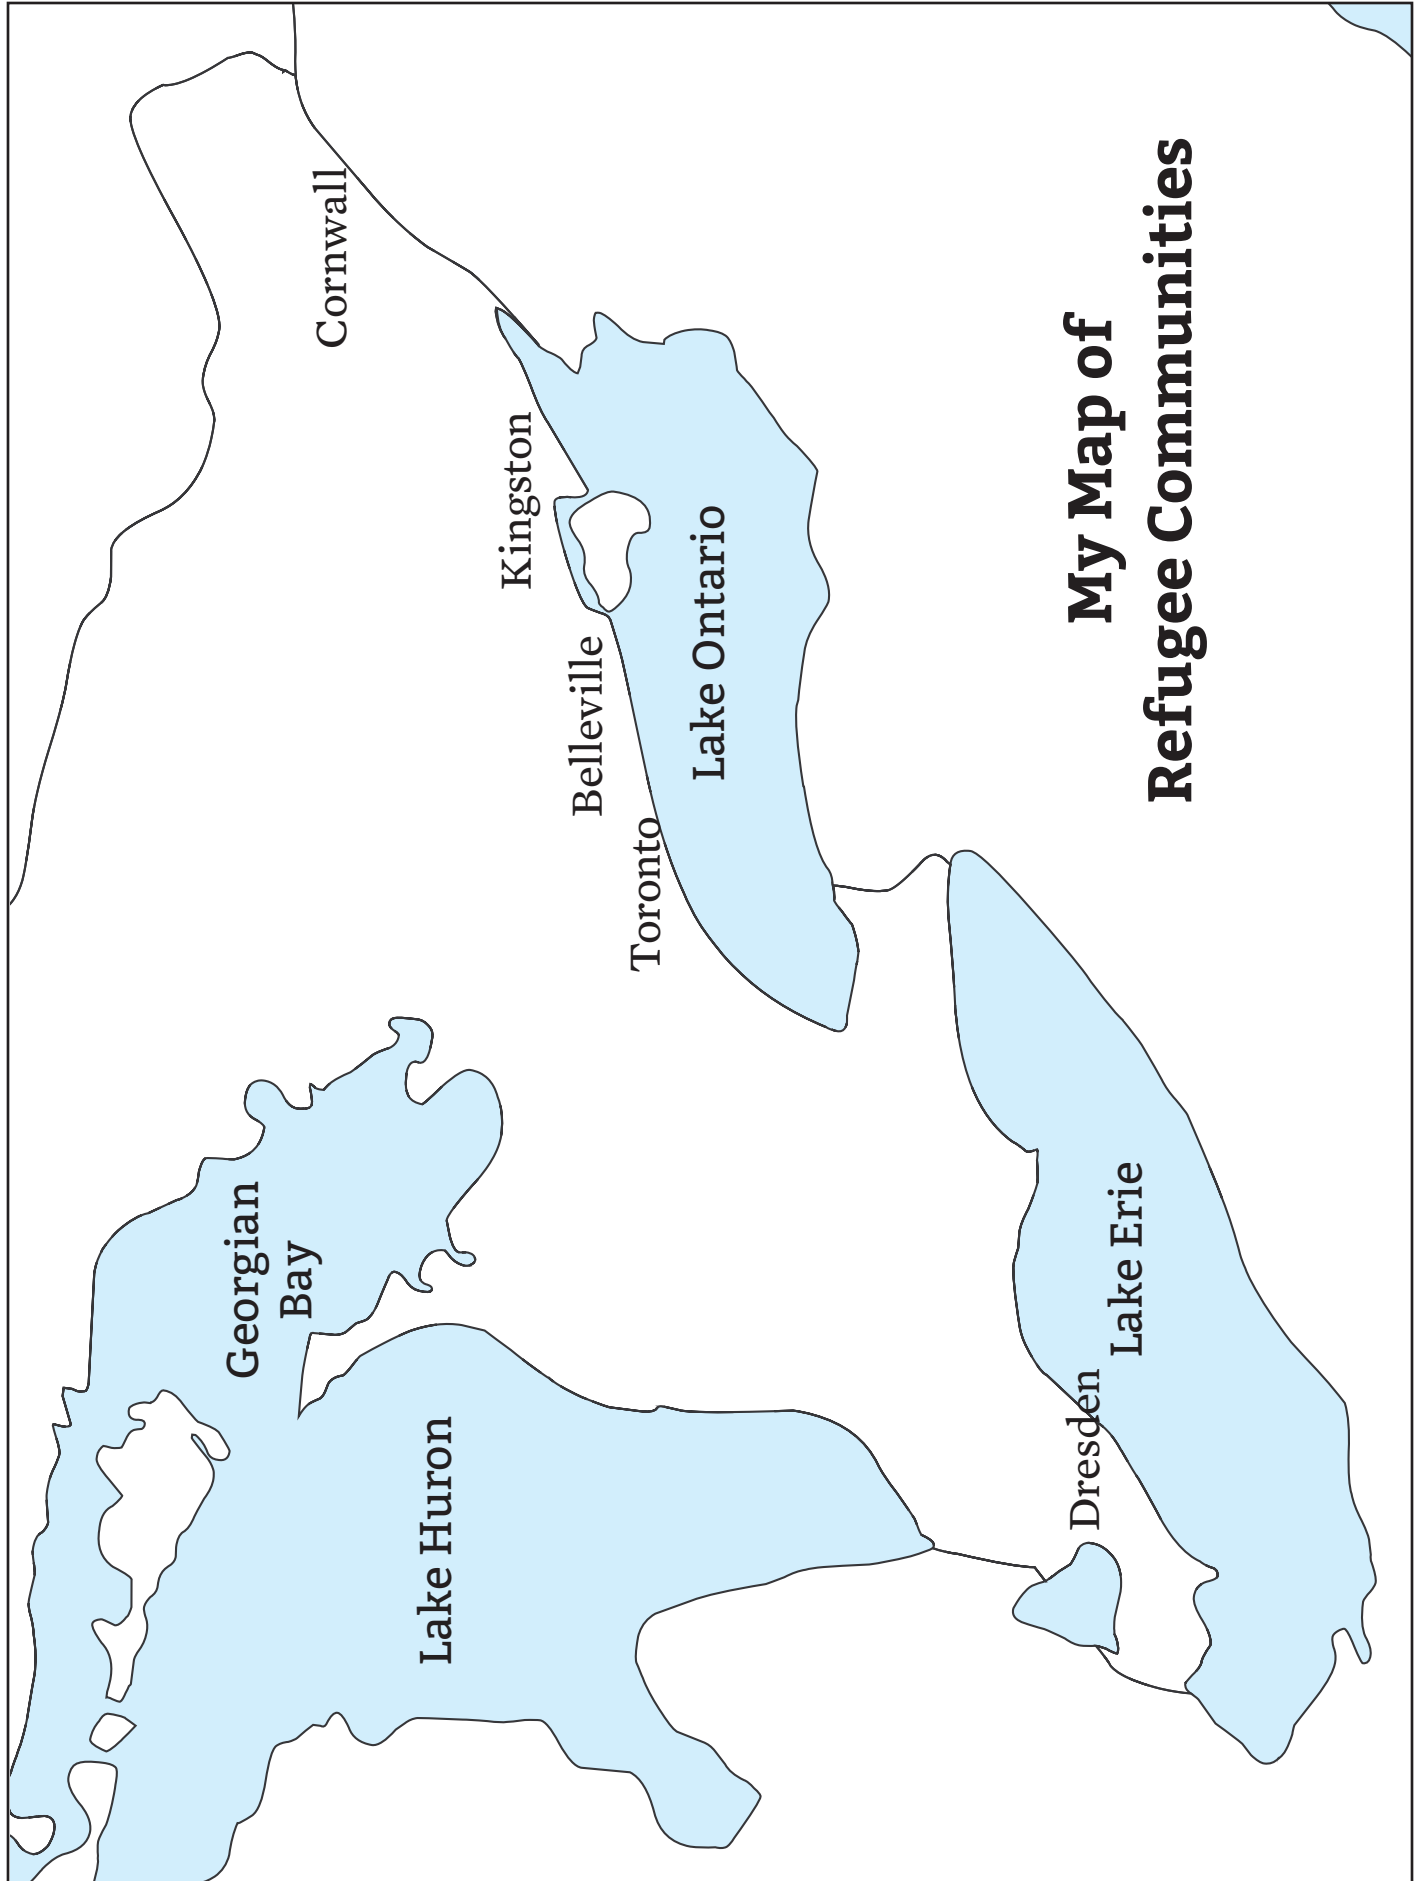 Cornwall
Kingston
Belleville
Toronto
Lake Ontario
Georgian
Bay
Lake Huron
Dresden
Lake Erie
My Map of
Refugee Communities